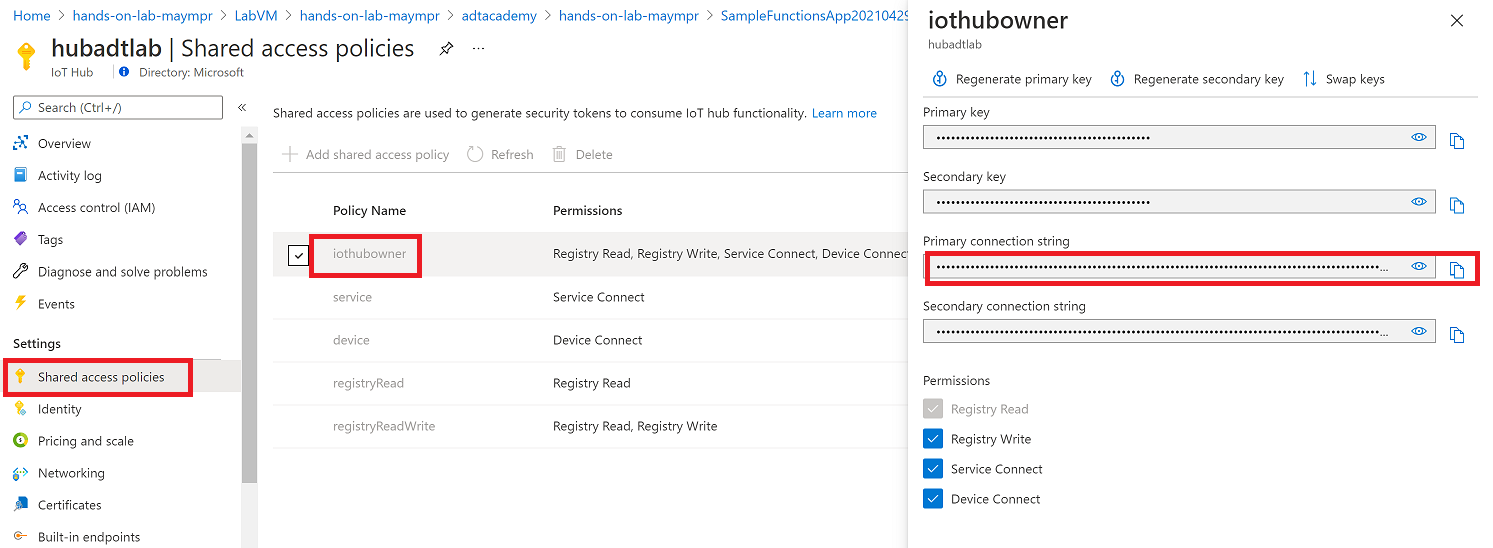 Home > hands-on-lab-maympr > LabVM > hands-on-lab-maympr > adtacademy > hands-on-lab-maympr > SampleFunctionsApp20210429
hubadtlab | Shared access policies ...
IoT Hub Directory: Microsoft
Search (Ctrl+/) «
Overview
Activity log
Access control (IAM)
Tags
Diagnose and solve problems
Events
Settings
Shared access policies
Identity
Pricing and scale
Networking
Certificates
Built-in endpoints
Shared access policies are used to generate security tokens to consume IoT hub functionality. Learn more
Add shared access policy Refresh Delete
Policy Name Permissions
iothubowner Registry Read, Registry Write, Service Connect, Device Connect
service Service Connect
device Device Connect
registryRead Registry Read
registryReadWrite Registry Read, Registry Write
iothubowner
hubadtlab
Regenerate primary key Regenerate secondary key Swap keys
Primary key
Secondary key
Primary connection string
Secondary connection string
Permissions
Registry Read
Registry Write
Service Connect
Device Connect